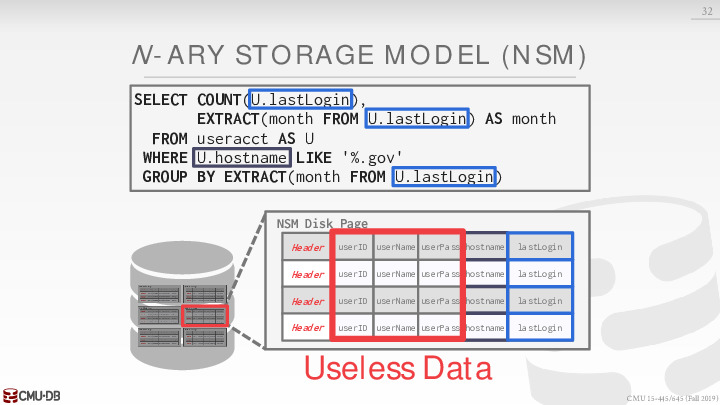 32
N-ARY STORAGE MODEL (NSM)
SELECT COUNT(U.lastLogin),
EXTRACT(month FROM U.lastLogin) AS month
FROM useracct AS U
WHERE U.hostname LIKE '%.gov'
GROUP BY EXTRACT(month FROM U.lastLogin)
NSM Disk Page
Header userID userName userPass hostname lastLogin
Header userID userName userPass hostname lastLogin
Header userID userName userPass hostname lastLogin
Header userID userName userPass hostname lastLogin
Useless Data
CMU·DB
CMU 15-445/645 (Fall 2019)